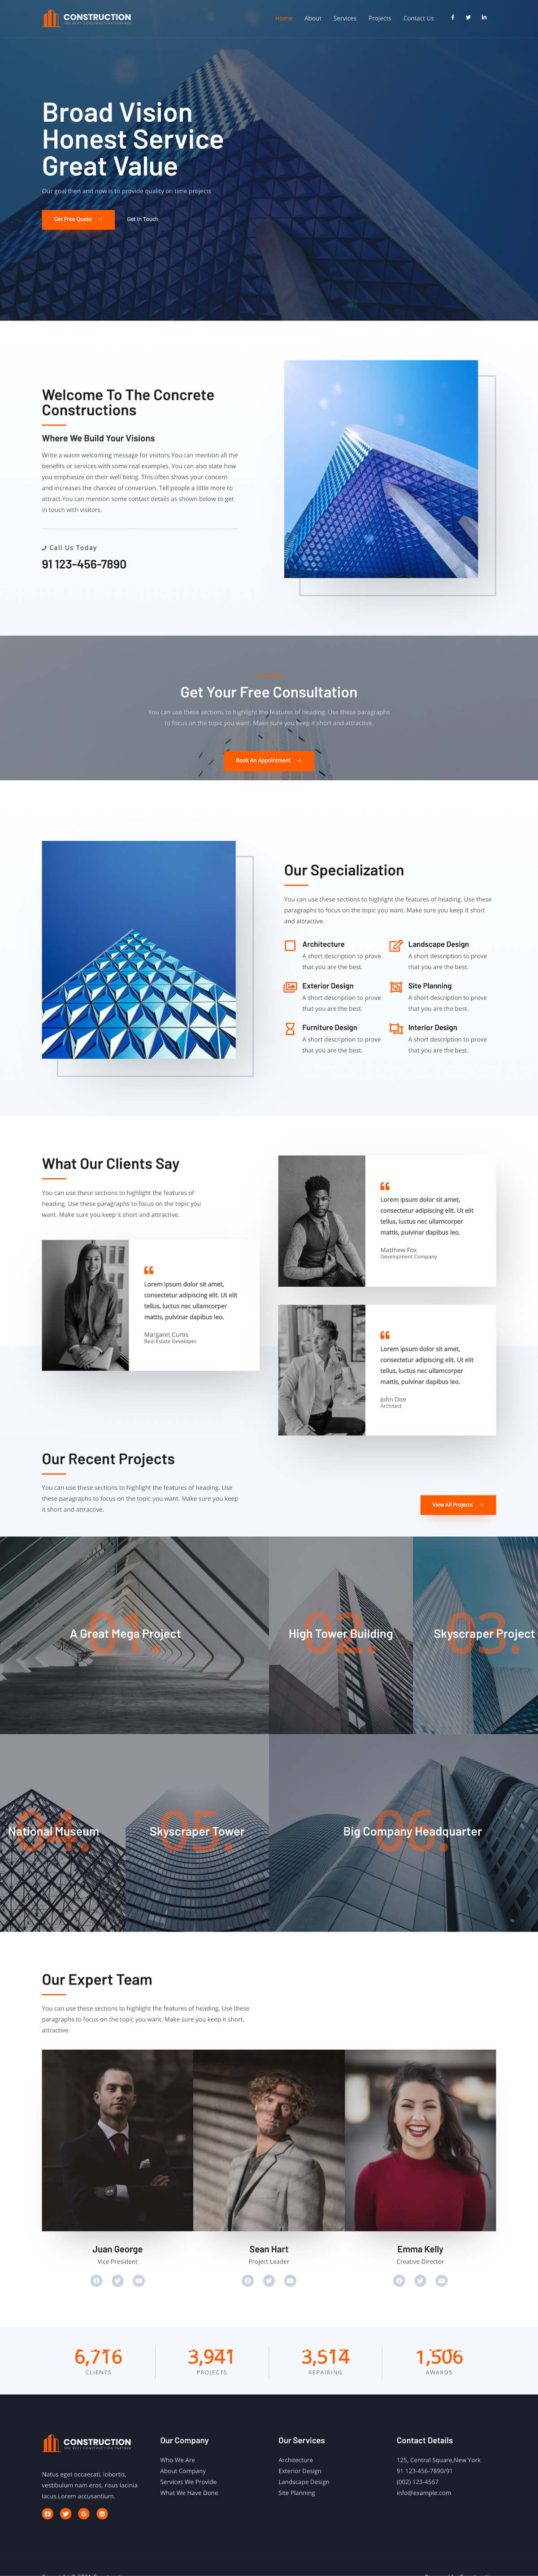 CONSTRUCTION
THE BEST CONSTRUCTION PARTNER
Home About Services Projects Contact Us
Broad Vision
Honest Service
Great Value
Our goal then and now is to provide quality on time projects
Get Free Quote →
Get In Touch
Welcome To The Concrete
Constructions
Where We Build Your Visions
Write a warm welcoming message for visitors.You can mention all the
benefits or services with some real examples. You can also state how
you emphasize on their well being. This often shows your concern
and increases the chances of conversion. Tell people a little more to
attract.You can mention some contact details as shown below to get
in touch with visitors.
Call Us Today
91 123-456-7890
Get Your Free Consultation
You can use these sections to highlight the features of heading. Use these paragraphs
to focus on the topic you want. Make sure you keep it short and attractive.
Book An Appointment →
Our Specialization
You can use these sections to highlight the features of heading. Use these
paragraphs to focus on the topic you want. Make sure you keep it short
and attractive.
Architecture
A short description to prove
that you are the best.
Landscape Design
A short description to prove
that you are the best.
Exterior Design
A short description to prove
that you are the best.
Site Planning
A short description to prove
that you are the best.
Furniture Design
A short description to prove
that you are the best.
Interior Design
A short description to prove
that you are the best.
What Our Clients Say
You can use these sections to highlight the features of
heading. Use these paragraphs to focus on the topic you
want. Make sure you keep it short and attractive.
Lorem ipsum dolor sit amet,
consectetur adipiscing elit. Ut elit
tellus, luctus nec ullamcorper
mattis, pulvinar dapibus leo.
Margaret Curtis
Real Estate Developer
Lorem ipsum dolor sit amet,
consectetur adipiscing elit. Ut elit
tellus, luctus nec ullamcorper
mattis, pulvinar dapibus leo.
Matthew Fox
Development Company
Lorem ipsum dolor sit amet,
consectetur adipiscing elit. Ut elit
tellus, luctus nec ullamcorper
mattis, pulvinar dapibus leo.
John Doe
Architect
Our Recent Projects
You can use these sections to highlight the features of heading, Use
these paragraphs to focus on the topic you want. Make sure you keep
it short and attractive.
View All Projects →
01.
A Great Mega Project
02.
High Tower Building
03.
Skyscraper Project
04.
National Museum
05.
Skyscraper Tower
06.
Big Company Headquarter
Our Expert Team
You can use these sections to highlight the features of heading, Use these
paragraphs to focus on the topic you want. Make sure you keep it short,
attractive.
Juan George
Vice President
Sean Hart
Project Leader
Emma Kelly
Creative Director
6,716
CLIENTS
3,941
PROJECTS
3,514
REPAIRING
1,506
AWARDS
CONSTRUCTION
THE BEST CONSTRUCTION PARTNER
Natus eget occaecati, lobortis,
vestibulum nam eros, risus lacinia
lacus.Lorem accusantium.
Our Company
Who We Are
About Company
Services We Provide
What We Have Done
Our Services
Architecture
Exterior Design
Landscape Design
Site Planning
Contact Details
125, Central Square,New York
91 123-456-7890/91
(002) 123-4567
info@example.com